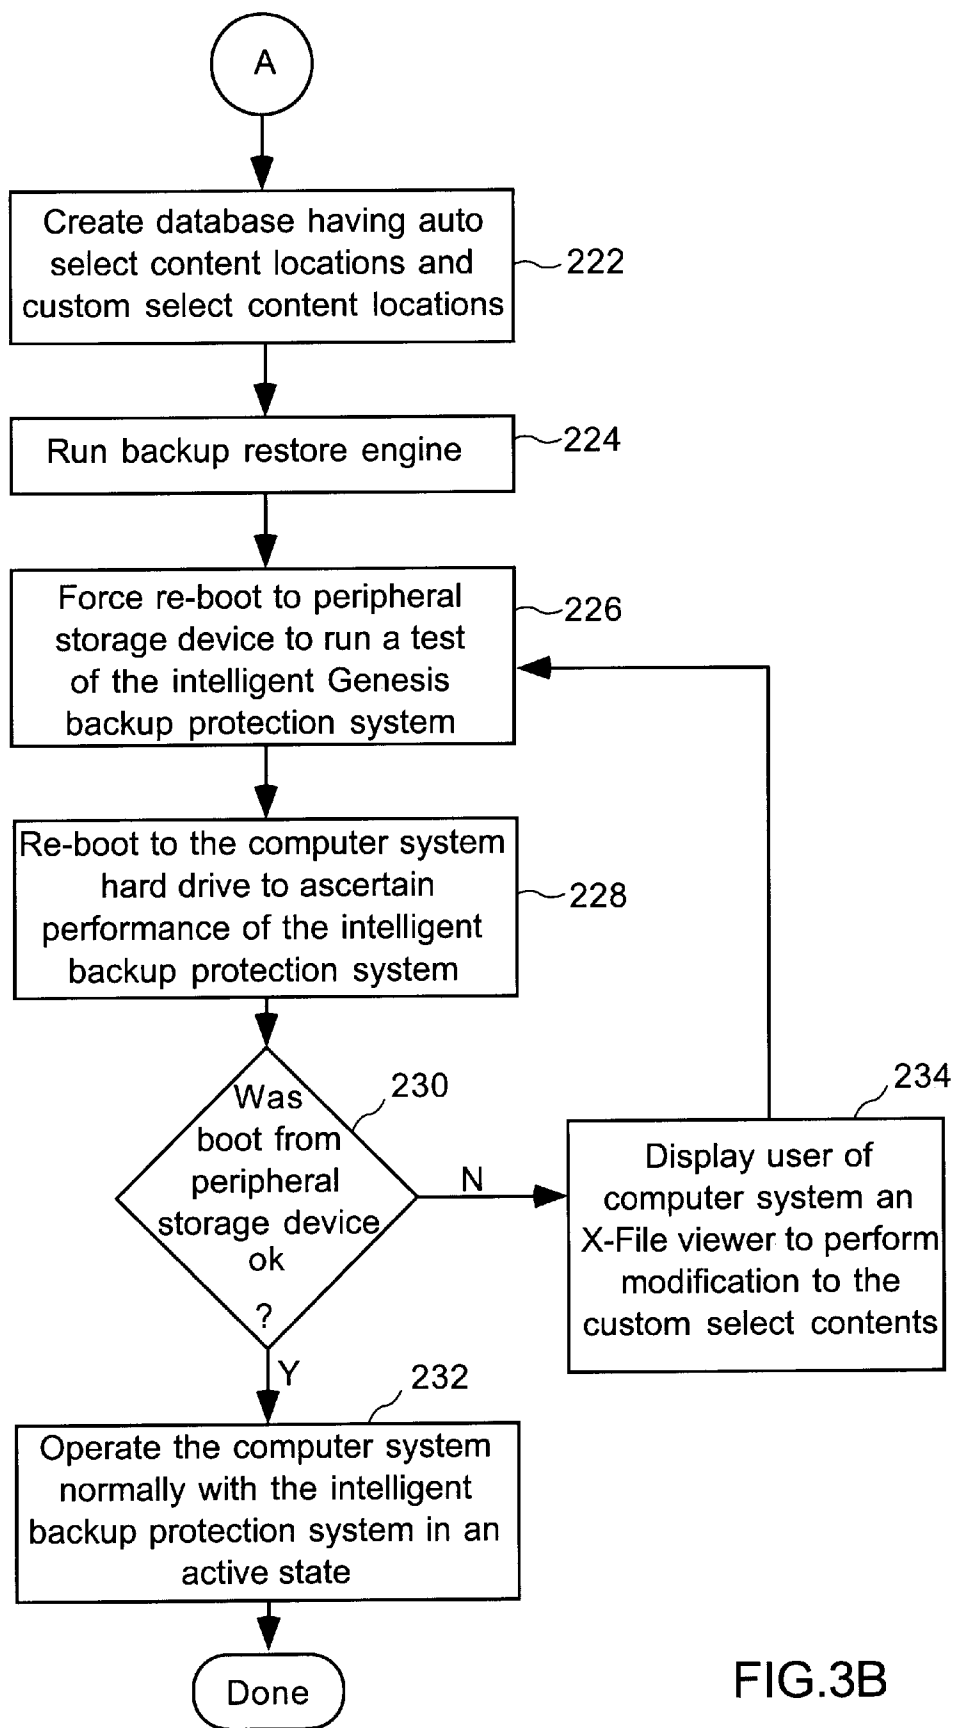 A
Create database having auto
select content locations and
custom select content locations
222
Run backup restore engine
224
Force re-boot to peripheral
storage device to run a test
of the intelligent Genesis
backup protection system
226
Re-boot to the computer system
hard drive to ascertain
performance of the intelligent
backup protection system
228
Was
boot from
peripheral
storage device
ok
?
230
N
Display user of
computer system an
X-File viewer to perform
modification to the
custom select contents
234
Y
232
Operate the computer system
normally with the intelligent
backup protection system in an
active state
Done
FIG.3B